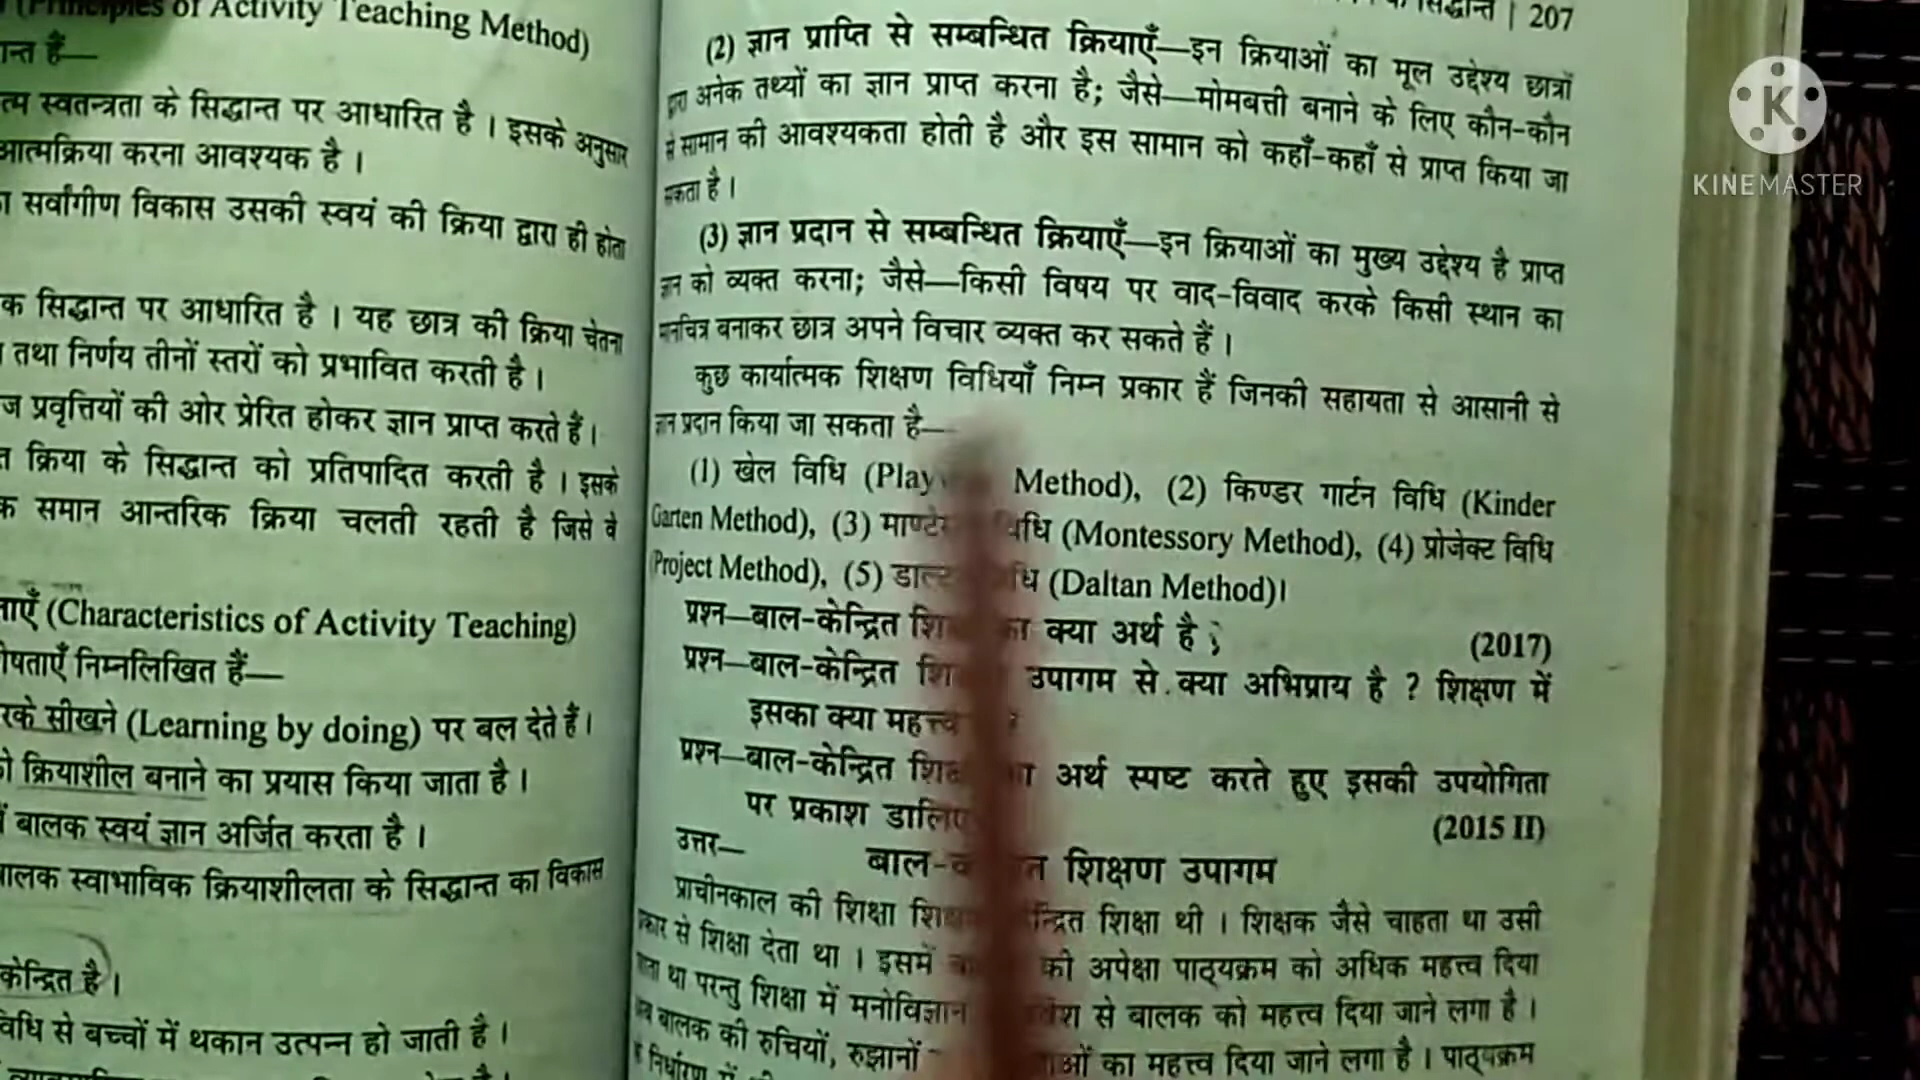 (Principles of Activity Teaching Method)
हैं—
स्वतन्त्रता के सिद्धान्त पर आधारित है । इसके अनुसार
आत्मक्रिया करना आवश्यक है ।
सर्वांगीण विकास उसकी स्वयं की क्रिया द्वारा ही होता
सिद्धान्त पर आधारित है । यह छात्र की क्रिया चेतना
तथा निर्णय तीनों स्तरों को प्रभावित करती है ।
प्रवृत्तियों की ओर प्रेरित होकर ज्ञान प्राप्त करते हैं ।
क्रिया के सिद्धान्त को प्रतिपादित करती है । इसके
समान आन्तरिक क्रिया चलती रहती है जिसे वे
(Characteristics of Activity Teaching)
निम्नलिखित हैं—
सीखने (Learning by doing) पर बल देते हैं ।
क्रियाशील बनाने का प्रयास किया जाता है ।
बालक स्वयं ज्ञान अर्जित करता है ।
बालक स्वाभाविक क्रियाशीलता के सिद्धान्त का विकास
केन्द्रित है ।
विधि से बच्चों में थकान उत्पन्न हो जाती है ।
सिद्धान्त | 207
(2) ज्ञान प्राप्ति से सम्बन्धित क्रियाएँ—इन क्रियाओं का मूल उद्देश्य छात्रों
द्वारा अनेक तथ्यों का ज्ञान प्राप्त करना है; जैसे—मोमबत्ती बनाने के लिए कौन-कौन
से सामान की आवश्यकता होती है और इस सामान को कहाँ-कहाँ से प्राप्त किया जा
सकता है ।
(3) ज्ञान प्रदान से सम्बन्धित क्रियाएँ—इन क्रियाओं का मुख्य उद्देश्य है प्राप्त
ज्ञान को व्यक्त करना; जैसे—किसी विषय पर वाद-विवाद करके किसी स्थान का
मानचित्र बनाकर छात्र अपने विचार व्यक्त कर सकते हैं ।
कुछ कार्यात्मक शिक्षण विधियाँ निम्न प्रकार हैं जिनकी सहायता से आसानी से
ज्ञान प्रदान किया जा सकता है—
(1) खेल विधि (Play Method), (2) किण्डर गार्टन विधि (Kinder
Garten Method), (3) विधि (Montessory Method), (4) प्रोजेक्ट विधि
(Project Method), (5) विधि (Daltan Method)।
प्रश्न—बाल-केन्द्रित का क्या अर्थ है ; (2017)
प्रश्न—बाल-केन्द्रित उपागम से क्या अभिप्राय है ? शिक्षण में
इसका क्या महत्त्व
प्रश्न—बाल-केन्द्रित अर्थ स्पष्ट करते हुए इसकी उपयोगिता
पर प्रकाश डालिए (2015 II)
उत्तर— बाल- शिक्षण उपागम
प्राचीनकाल की शिक्षा केन्द्रित शिक्षा थी । शिक्षक जैसे चाहता था उसी
प्रकार से शिक्षा देता था । इसमें की अपेक्षा पाठ्यक्रम को अधिक महत्त्व दिया
जाता था परन्तु शिक्षा में मनोविज्ञान से बालक को महत्त्व दिया जाने लगा है ।
बालक की रुचियों, रुझानों का महत्त्व दिया जाने लगा है । पाठ्यक्रम
निर्धारण में
K
KINEMASTER